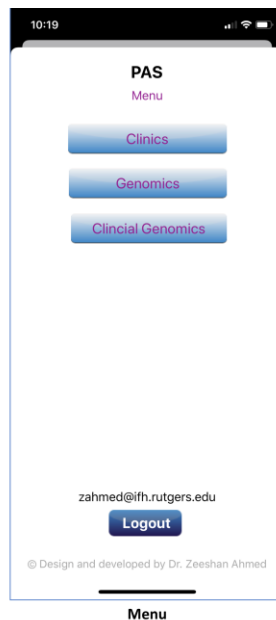 10:19
PAS
Menu
Clinics
Genomics
Clincial Genomics
zahmed@ifh.rutgers.edu
Logout
© Design and developed by Dr. Zeeshan Ahmed
Menu